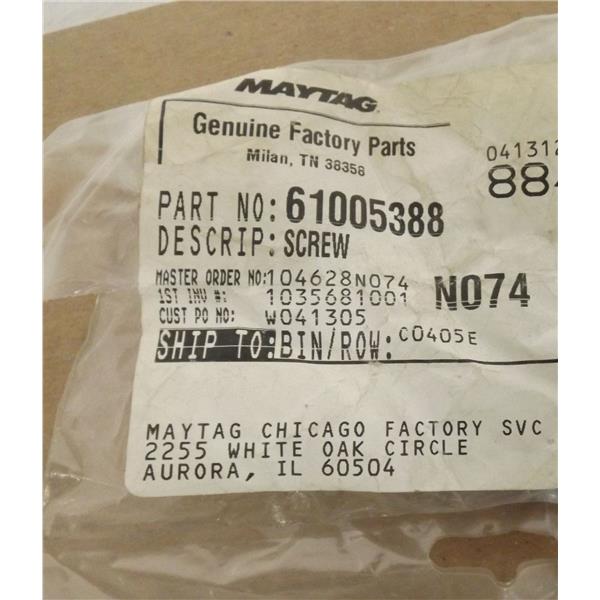 MAYTAG
Genuine Factory Parts
Milan, TN 38358
PART NO: 61005388
DESCRIP: SCREW
MASTER ORDER NO: 104628N074
1ST INV #: 1035681001 N074
CUST PO NO: W041305
SHIP TO: BIN/ROW: C0405E
MAYTAG CHICAGO FACTORY SVC
2255 WHITE OAK CIRCLE
AURORA, IL 60504